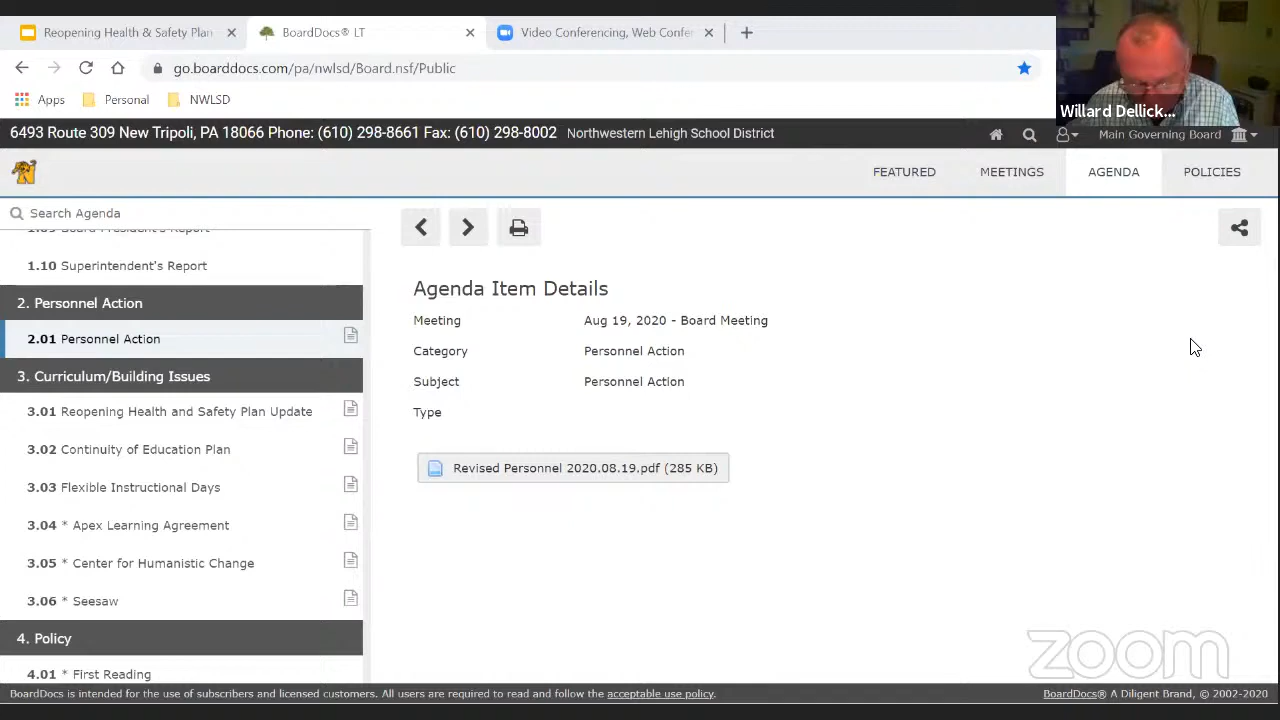 Reopening Health & Safety Plan
BoardDocs® LT
Video Conferencing, Web Confer
go.boarddocs.com/pa/nwlsd/Board.nsf/Public
Apps
Personal
NWLSD
Willard Dellick...
6493 Route 309 New Tripoli, PA 18066 Phone: (610) 298-8661 Fax: (610) 298-8002 Northwestern Lehigh School District
Main Governing Board
FEATURED
MEETINGS
AGENDA
POLICIES
Search Agenda
1.09 Board President's Report
1.10 Superintendent's Report
2. Personnel Action
2.01 Personnel Action
3. Curriculum/Building Issues
3.01 Reopening Health and Safety Plan Update
3.02 Continuity of Education Plan
3.03 Flexible Instructional Days
3.04 * Apex Learning Agreement
3.05 * Center for Humanistic Change
3.06 * Seesaw
4. Policy
4.01 * First Reading
Agenda Item Details
Meeting Aug 19, 2020 - Board Meeting
Category Personnel Action
Subject Personnel Action
Type
Revised Personnel 2020.08.19.pdf (285 KB)
zoom
BoardDocs is intended for the use of subscribers and licensed customers. All users are required to read and follow the acceptable use policy.
BoardDocs® A Diligent Brand, © 2002-2020